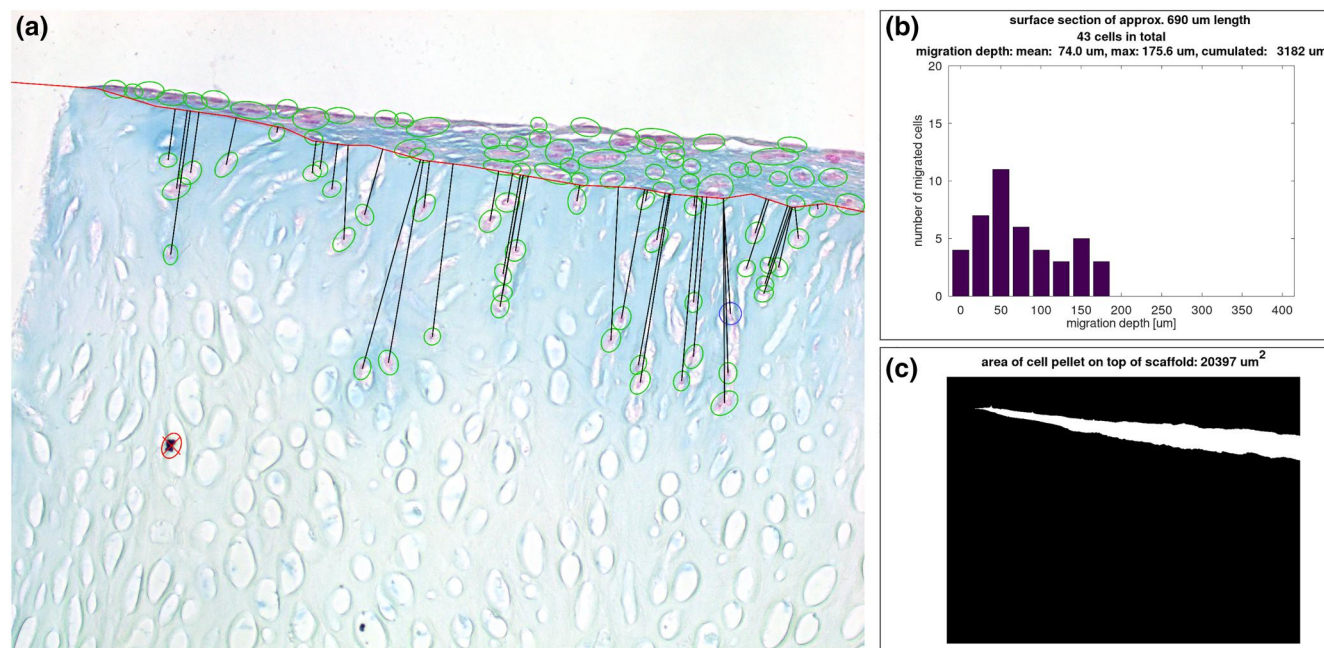 (a)
(b)
surface section of approx. 690 um length
43 cells in total
migration depth: mean: 74.0 um, max: 175.6 um, cumulated: 3182 um
number of migrated cells
20
15
10
5
0
0 50 100 150 200 250 300 350 400
migration depth [um]
(c)
area of cell pellet on top of scaffold: 20397 um2